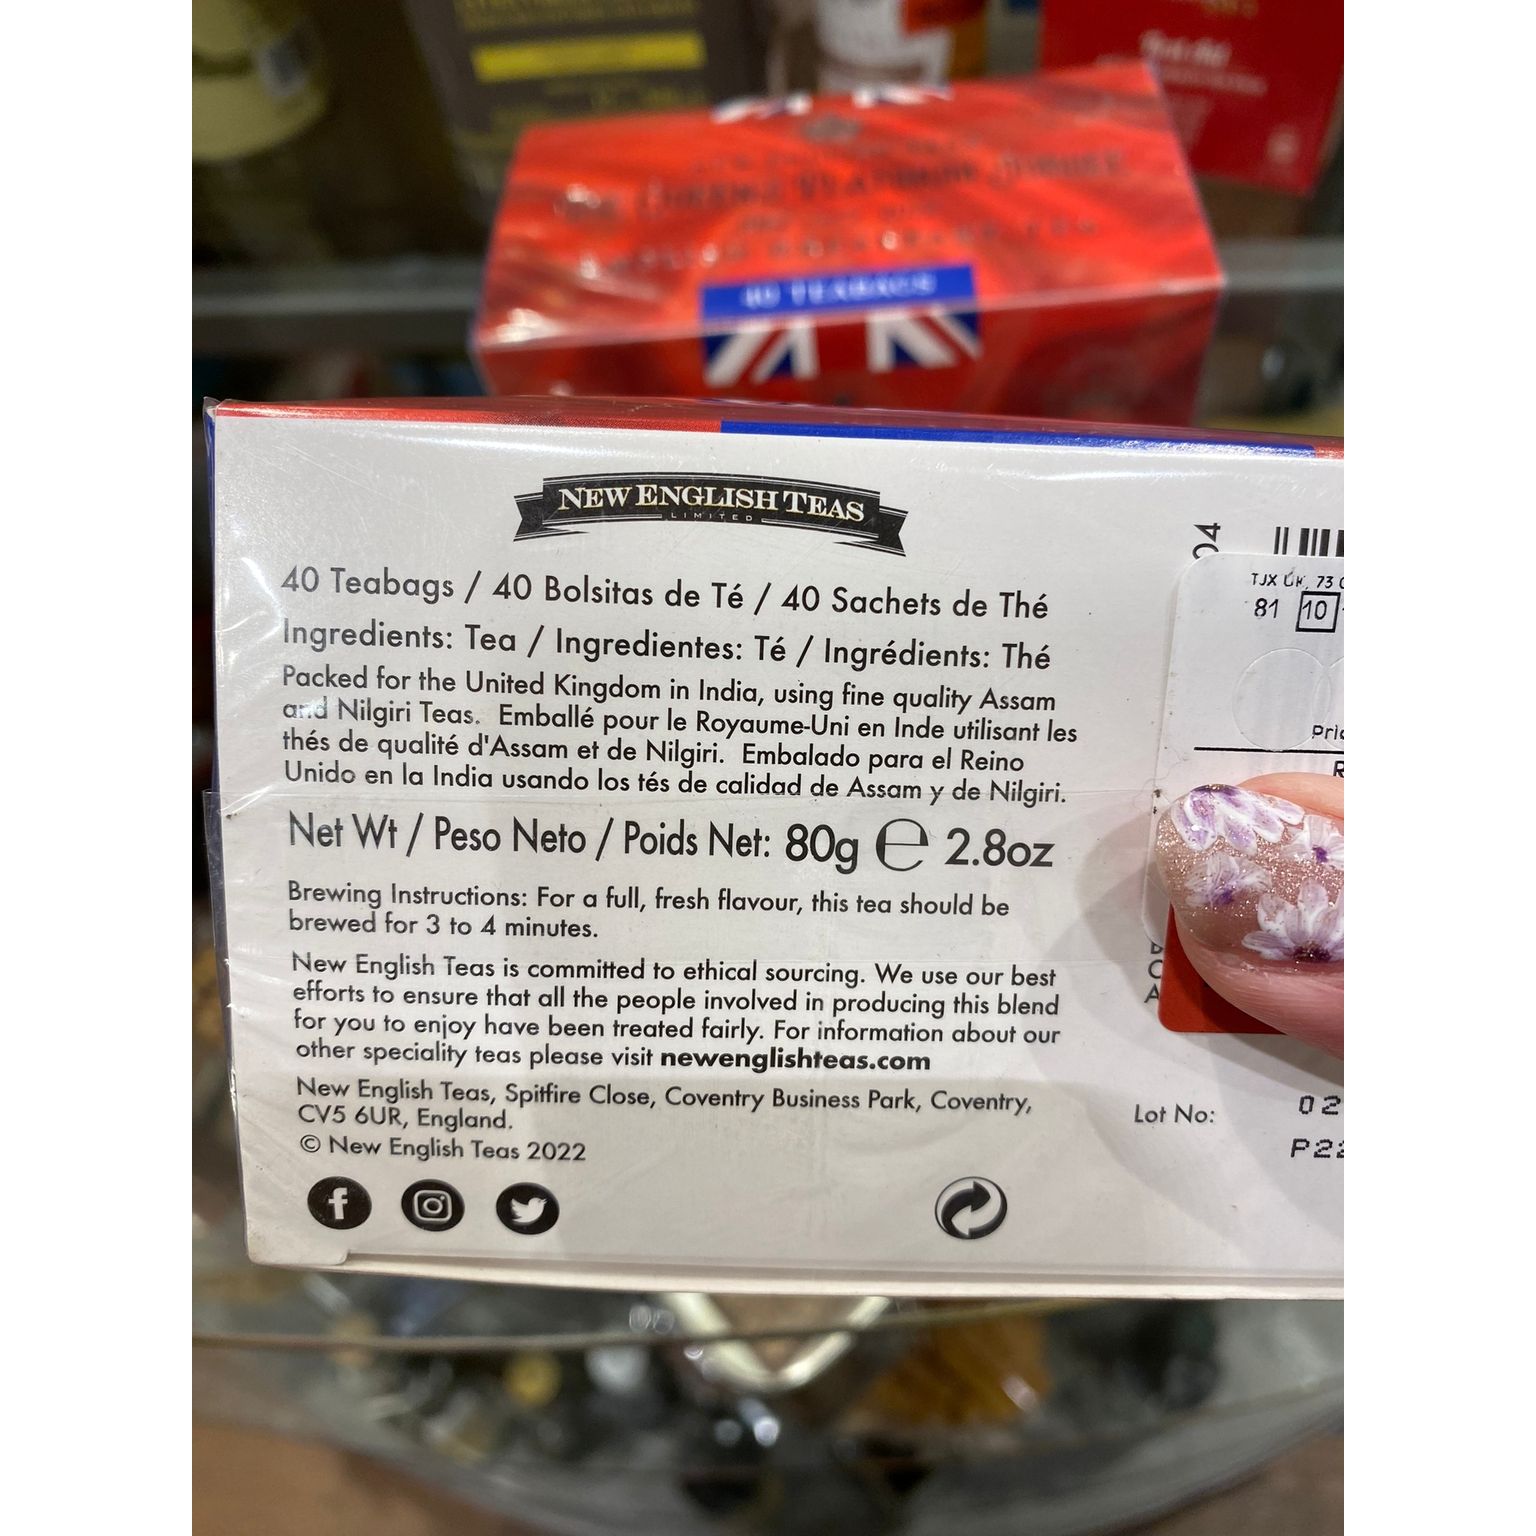 40 TEABAGS
NEW ENGLISH TEAS
LIMITED
40 Teabags / 40 Bolsitas de Té / 40 Sachets de Thé
Ingredients: Tea / Ingredientes: Té / Ingrédients: Thé
Packed for the United Kingdom in India, using fine quality Assam
and Nilgiri Teas. Emballé pour le Royaume-Uni en Inde utilisant les
thés de qualité d'Assam et de Nilgiri. Embalado para el Reino
Unido en la India usando los tés de calidad de Assam y de Nilgiri.
Net Wt / Peso Neto / Poids Net: 80g ℮ 2.8oz
Brewing Instructions: For a full, fresh flavour, this tea should be
brewed for 3 to 4 minutes.
New English Teas is committed to ethical sourcing. We use our best
efforts to ensure that all the people involved in producing this blend
for you to enjoy have been treated fairly. For information about our
other speciality teas please visit newenglishteas.com
New English Teas, Spitfire Close, Coventry Business Park, Coventry,
CV5 6UR, England.
© New English Teas 2022
04
TJX UK, 73
81 10
Lot No: 02
P22